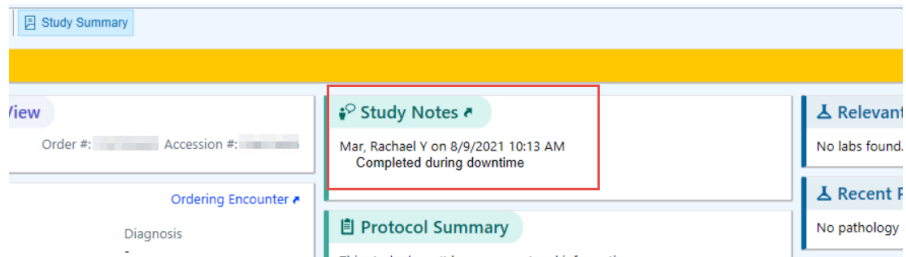 Study Summary
View
Order #: Accession #:
Ordering Encounter
Diagnosis
-
Study Notes
Mar, Rachael Y on 8/9/2021 10:13 AM
Completed during downtime
Protocol Summary
Relevant
No labs found.
Recent P
No pathology